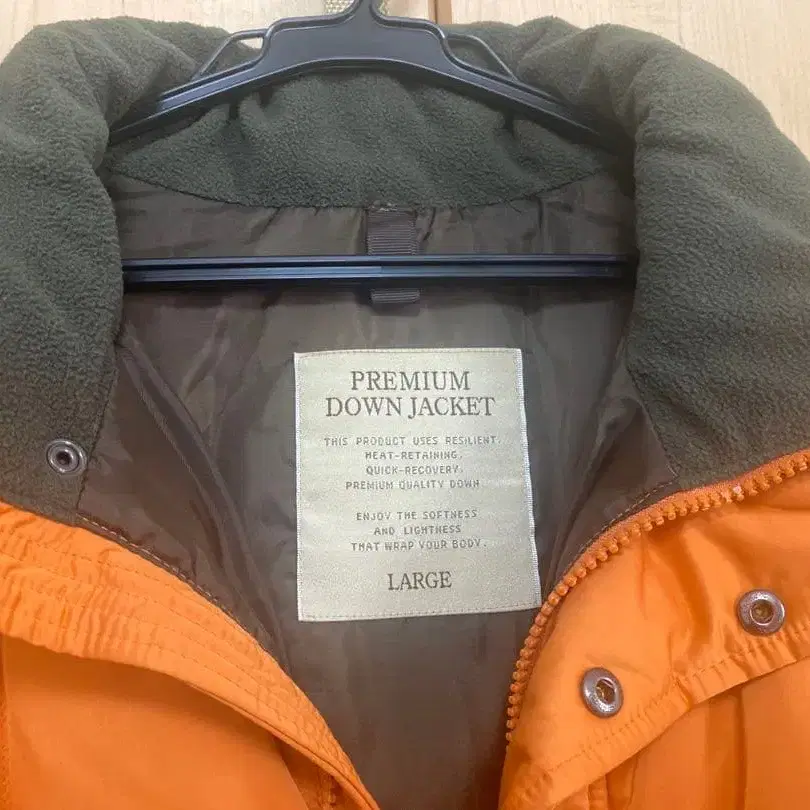 PREMIUM
DOWN JACKET
THIS PRODUCT USES RESILIENT.
HEAT-RETAINING.
QUICK-RECOVERY.
PREMIUM QUALITY DOWN
ENJOY THE SOFTNESS
AND LIGHTNESS
THAT WRAP YOUR BODY.
LARGE